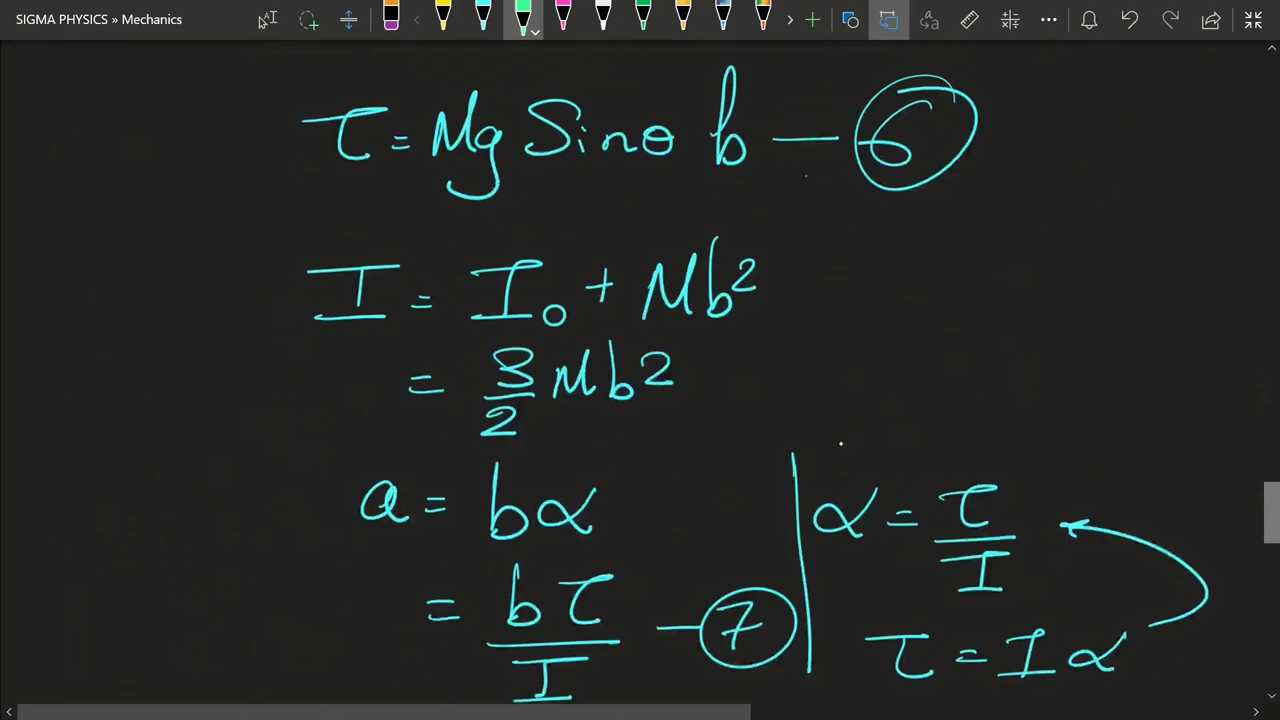 SIGMA PHYSICS » Mechanics
τ = Mg Sinθ b — 6
I = I₀ + Mb²
= 3/2 Mb²
a = bα
= bτ/I — 7
α = τ/I
τ = Iα